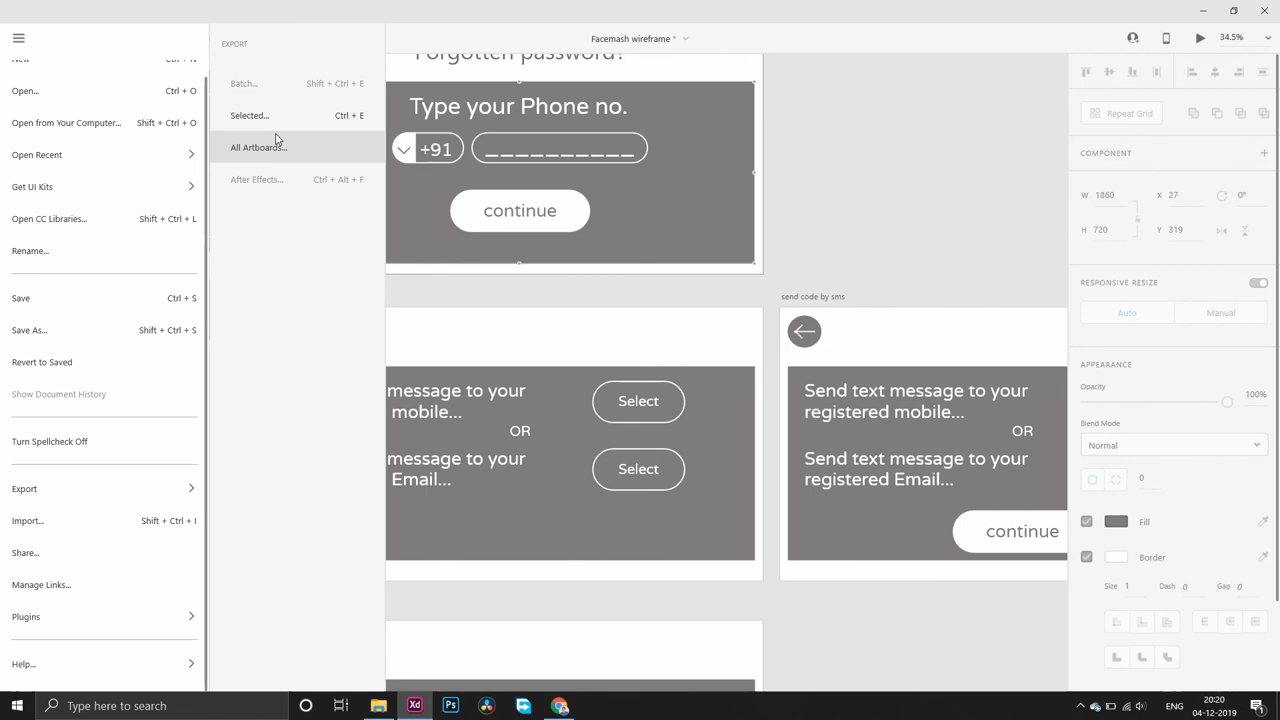 Facemash wireframe *
34.5%
New Ctrl + N
Open... Ctrl + O
Open from Your Computer... Shift + Ctrl + O
Open Recent
Get UI Kits
Open CC Libraries... Shift + Ctrl + L
Rename...
Save Ctrl + S
Save As... Shift + Ctrl + S
Revert to Saved
Show Document History
Turn Spellcheck Off
Export
Import... Shift + Ctrl + I
Share...
Manage Links...
Plugins
Help...
EXPORT
Batch... Shift + Ctrl + E
Selected... Ctrl + E
All Artboards...
After Effects... Ctrl + Alt + F
Forgotten password?
Type your Phone no.
+91 __________
continue
message to your
mobile...
Select
OR
message to your
Email...
Select
send code by sms
Send text message to your
registered mobile...
OR
Send text message to your
registered Email...
continue
Repeat Grid
COMPONENT
W 1860 X 27 0°
H 720 Y 319
RESPONSIVE RESIZE
Auto Manual
APPEARANCE
Opacity
100%
Blend Mode
Normal
0
Fill
Border
Size 1 Dash 0 Gap 0
Type here to search
Xd
Ps
ENG
20:20
04-12-2019